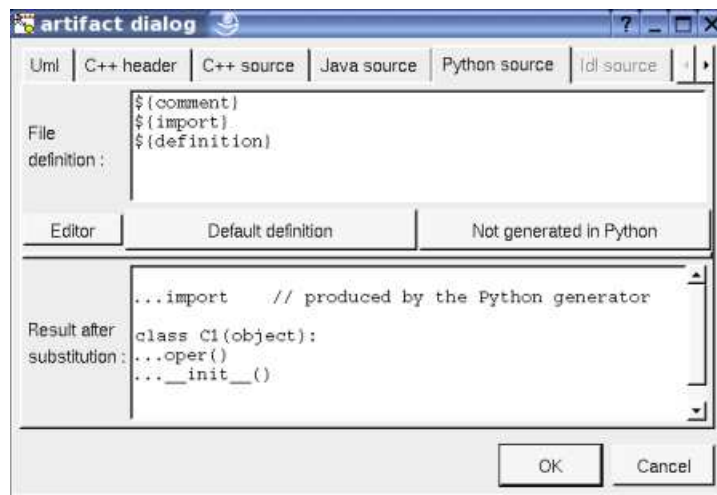 artifact dialog
Uml C++ header C++ source Java source Python source Idl source
${comment}
${import}
${definition}
File
definition :
Editor Default definition Not generated in Python
...import // produced by the Python generator
class C1(object):
...oper()
...__init__()
Result after
substitution :
OK Cancel